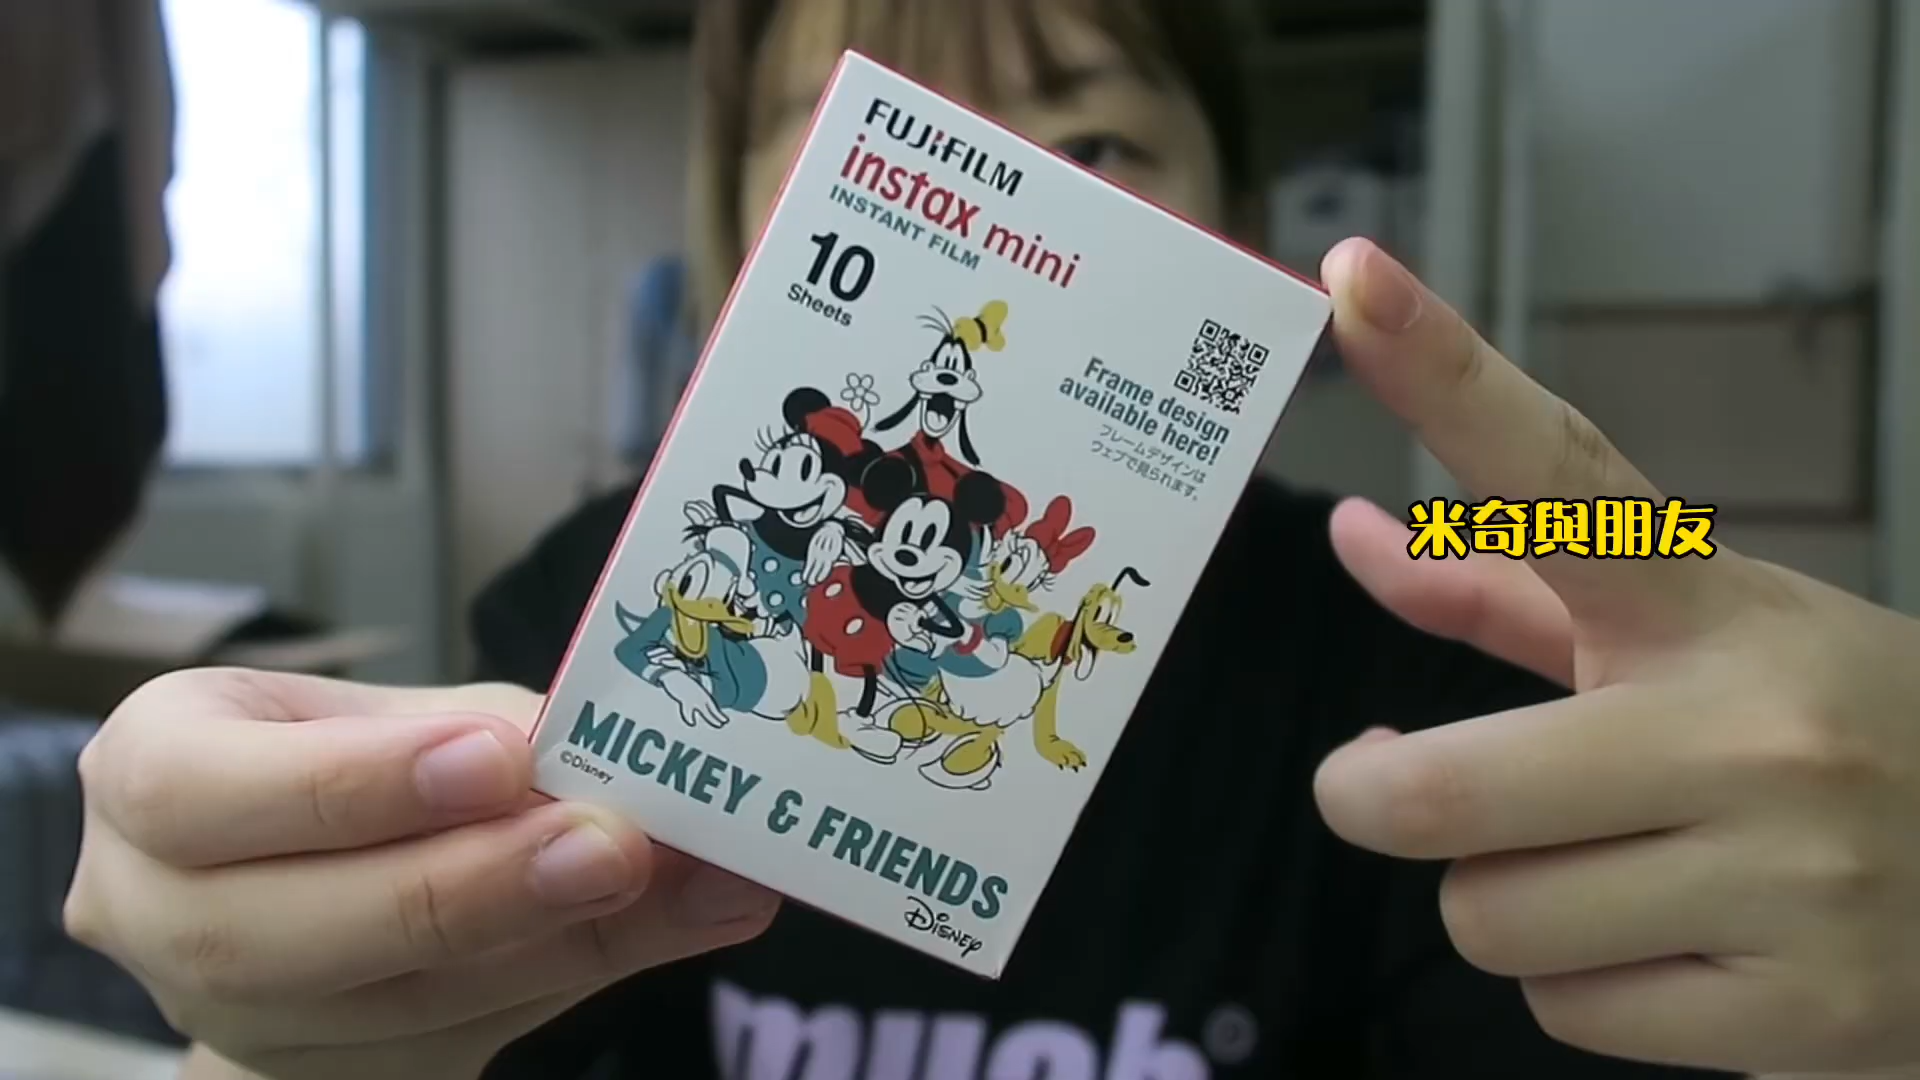 FUJIFILM
instax mini
INSTANT FILM
10
Sheets
Frame design
available here!
フレームデザインは
ウェブで見られます。
米奇與朋友
MICKEY & FRIENDS
©Disney
Disney
much